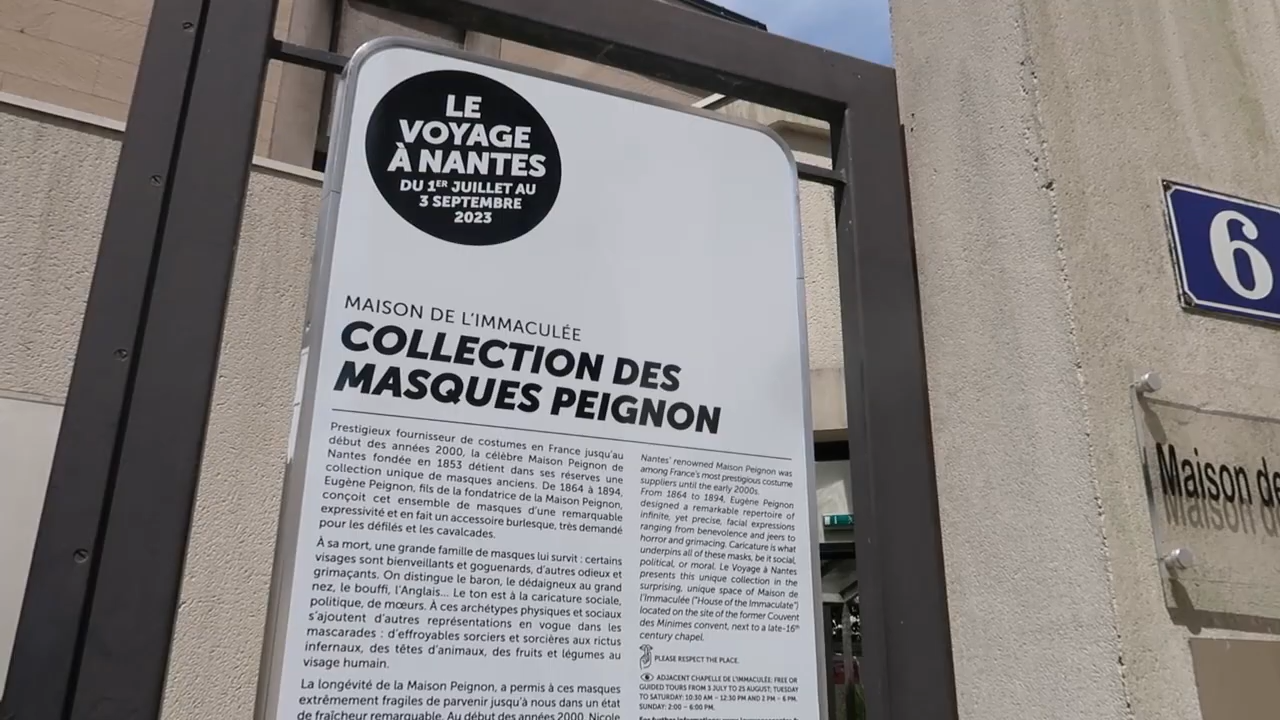 LE
VOYAGE
À NANTES
DU 1ER JUILLET AU
3 SEPTEMBRE
2023
MAISON DE L'IMMACULÉE
COLLECTION DES
MASQUES PEIGNON
Prestigieux fournisseur de costumes en France jusqu'au
début des années 2000, la célèbre Maison Peignon de
Nantes fondée en 1853 détient dans ses réserves une
collection unique de masques anciens. De 1864 à 1894,
Eugène Peignon, fils de la fondatrice de la Maison Peignon,
conçoit cet ensemble de masques d'une remarquable
expressivité et en fait un accessoire burlesque, très demandé
pour les défilés et les cavalcades.
À sa mort, une grande famille de masques lui survit : certains
visages sont bienveillants et goguenards, d'autres odieux et
grimaçants. On distingue le baron, le dédaigneux au grand
nez, le bouffi, l'Anglais... Le ton est à la caricature sociale,
politique, de mœurs. À ces archétypes physiques et sociaux
s'ajoutent d'autres représentations en vogue dans les
mascarades : d'effroyables sorciers et sorcières aux rictus
infernaux, des têtes d'animaux, des fruits et légumes au
visage humain.
La longévité de la Maison Peignon, a permis à ces masques
extrêmement fragiles de parvenir jusqu'à nous dans un état
de fraîcheur remarquable. Au début des années 2000, Nicole
Nantes' renowned Maison Peignon was
among France's most prestigious costume
suppliers until the early 2000s.
From 1864 to 1894, Eugène Peignon
designed a remarkable repertoire of
infinite, yet precise, facial expressions
ranging from benevolence and jeers to
horror and grimacing. Caricature is what
underpins all of these masks, be it social,
political, or moral. Le Voyage à Nantes
presents this unique collection in the
surprising, unique space of Maison de
l'Immaculée ("House of the Immaculate")
located on the site of the former Couvent
des Minimes convent, next to a late-16th
century chapel.
PLEASE RESPECT THE PLACE.
ADJACENT CHAPELLE DE L'IMMACULÉE: FREE OR
GUIDED TOURS FROM 3 JULY TO 25 AUGUST; TUESDAY
TO SATURDAY: 10:30 AM – 12:30 PM AND 2 PM – 6 PM.
SUNDAY: 2:00 – 6:00 PM.
6
Maison de